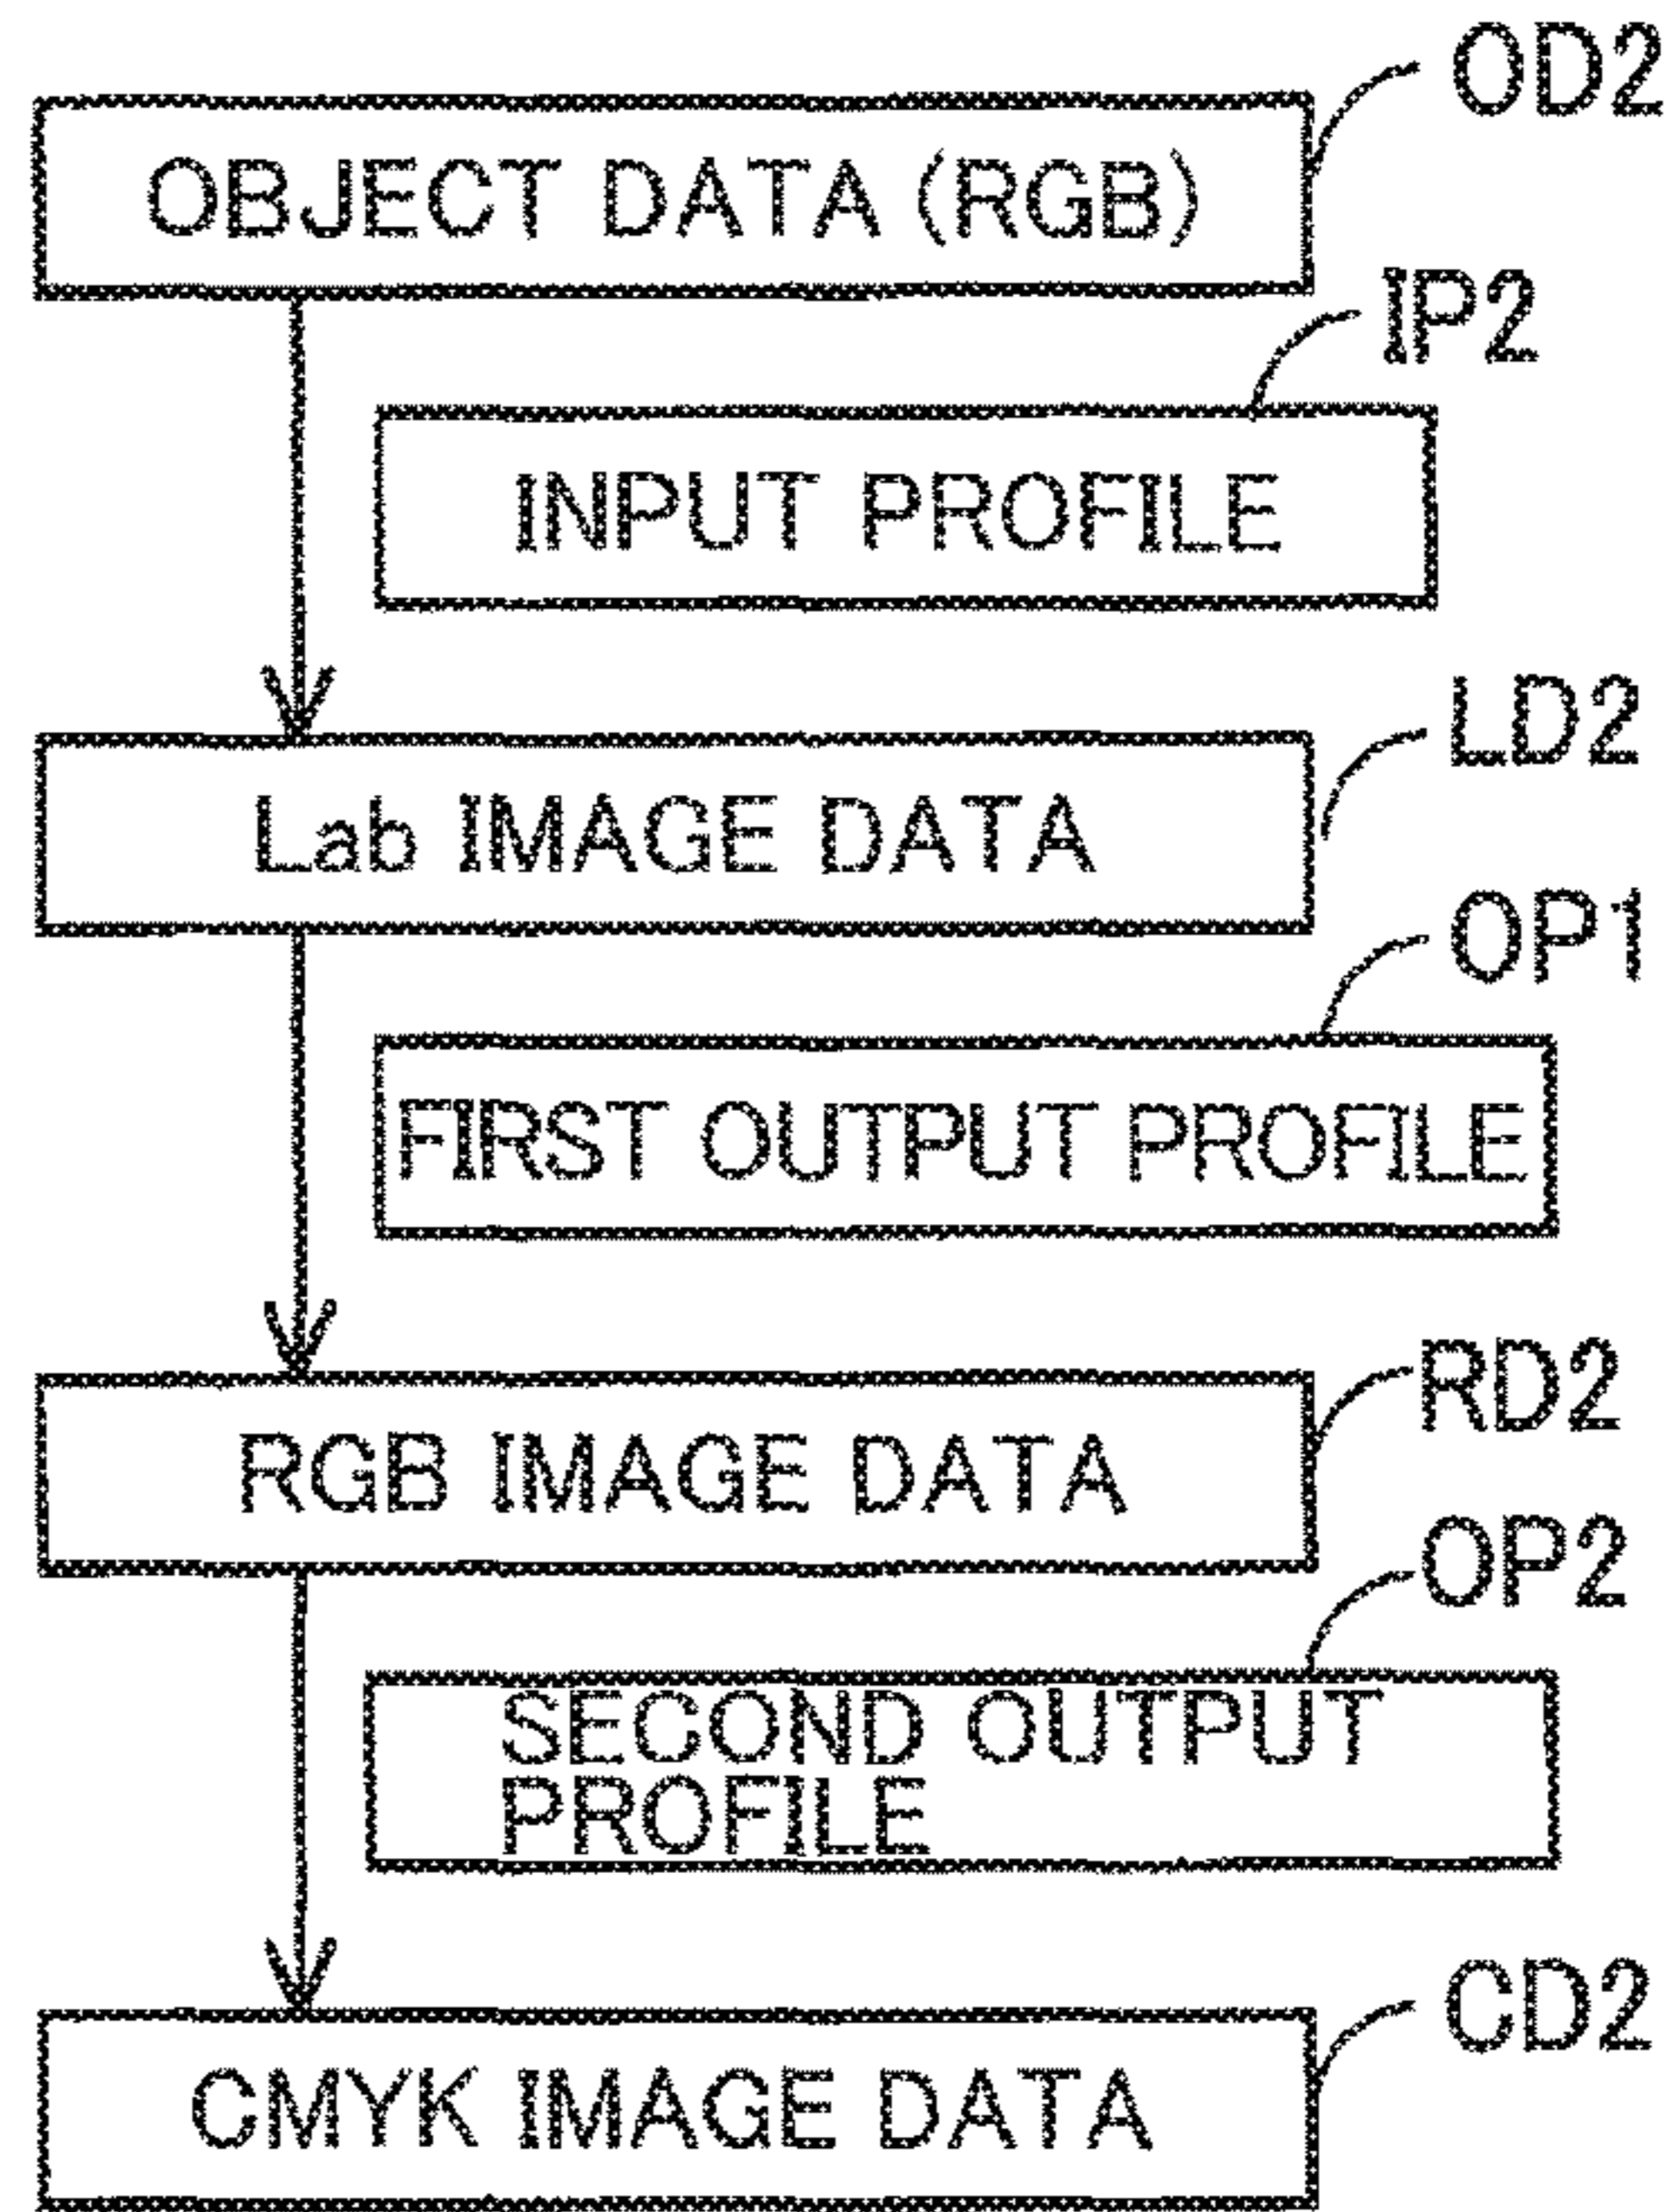 OD2
OBJECT DATA (RGB)
IP2
INPUT PROFILE
LD2
Lab IMAGE DATA
OP1
FIRST OUTPUT PROFILE
RD2
RGB IMAGE DATA
OP2
SECOND OUTPUT
PROFILE
CD2
CMYK IMAGE DATA